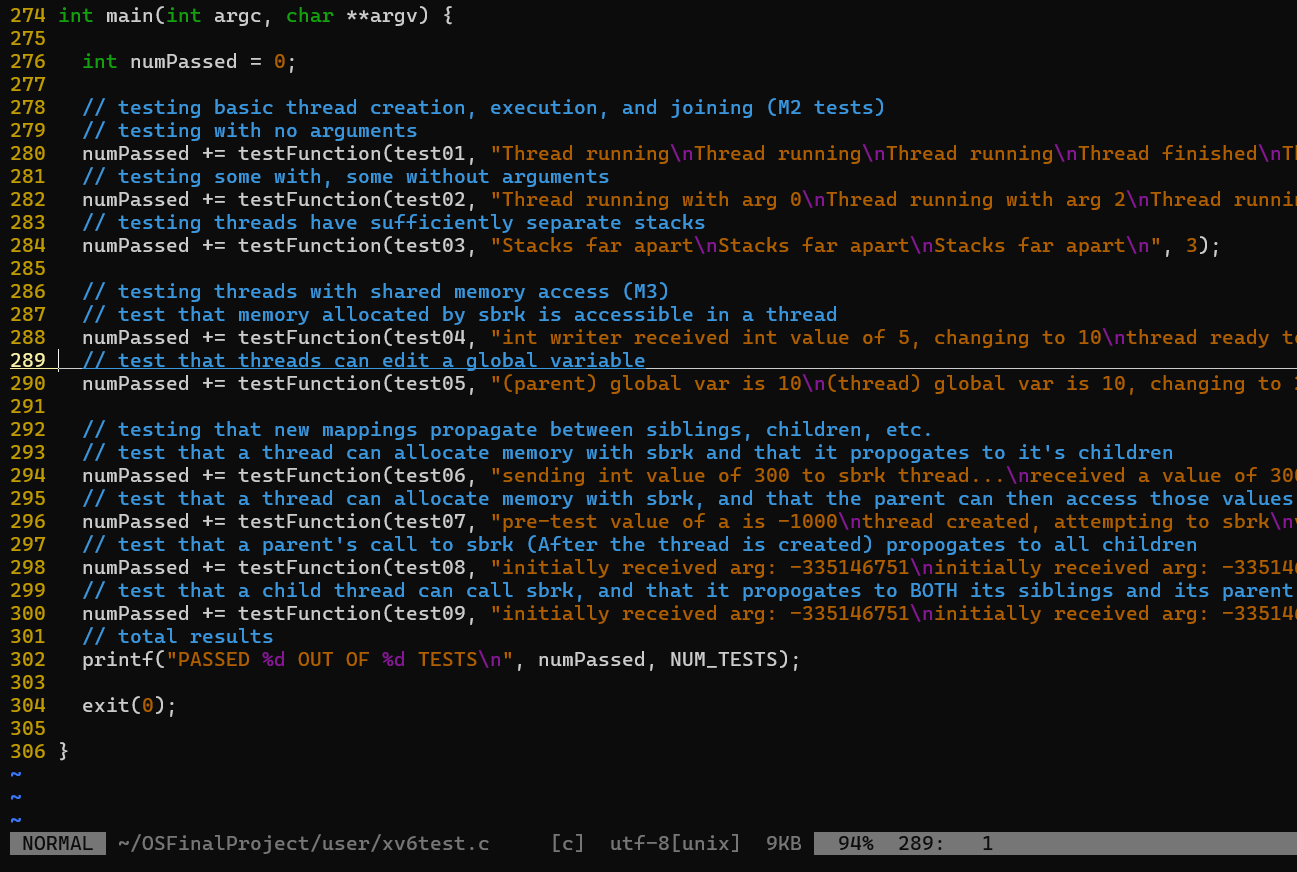 274 int main(int argc, char **argv) {
275
276   int numPassed = 0;
277
278   // testing basic thread creation, execution, and joining (M2 tests)
279   // testing with no arguments
280   numPassed += testFunction(test01, "Thread running\nThread running\nThread running\nThread finished\nTh
281   // testing some with, some without arguments
282   numPassed += testFunction(test02, "Thread running with arg 0\nThread running with arg 2\nThread runnin
283   // testing threads have sufficiently separate stacks
284   numPassed += testFunction(test03, "Stacks far apart\nStacks far apart\nStacks far apart\n", 3);
285
286   // testing threads with shared memory access (M3)
287   // test that memory allocated by sbrk is accessible in a thread
288   numPassed += testFunction(test04, "int writer received int value of 5, changing to 10\nthread ready to
289   // test that threads can edit a global variable
290   numPassed += testFunction(test05, "(parent) global var is 10\n(thread) global var is 10, changing to 2
291
292   // testing that new mappings propagate between siblings, children, etc.
293   // test that a thread can allocate memory with sbrk and that it propogates to it's children
294   numPassed += testFunction(test06, "sending int value of 300 to sbrk thread...\nreceived a value of 300
295   // test that a thread can allocate memory with sbrk, and that the parent can then access those values
296   numPassed += testFunction(test07, "pre-test value of a is -1000\nthread created, attempting to sbrk\n
297   // test that a parent's call to sbrk (After the thread is created) propogates to all children
298   numPassed += testFunction(test08, "initially received arg: -335146751\ninitially received arg: -335146
299   // test that a child thread can call sbrk, and that it propogates to BOTH its siblings and its parent
300   numPassed += testFunction(test09, "initially received arg: -335146751\ninitially received arg: -335146
301   // total results
302   printf("PASSED %d OUT OF %d TESTS\n", numPassed, NUM_TESTS);
303
304   exit(0);
305
306 }
~
~
~
NORMAL ~/OSFinalProject/user/xv6test.c [c] utf-8[unix] 9KB 94% 289: 1